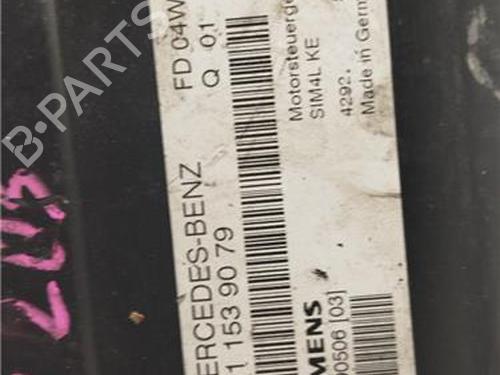 FD 04W
Q 01
ERCEDES-BENZ
1 153 90 79
Motorsteuerge
SIM4L KE
4292.
Made in Germ
MENS
0506 [03]
B-PARTS